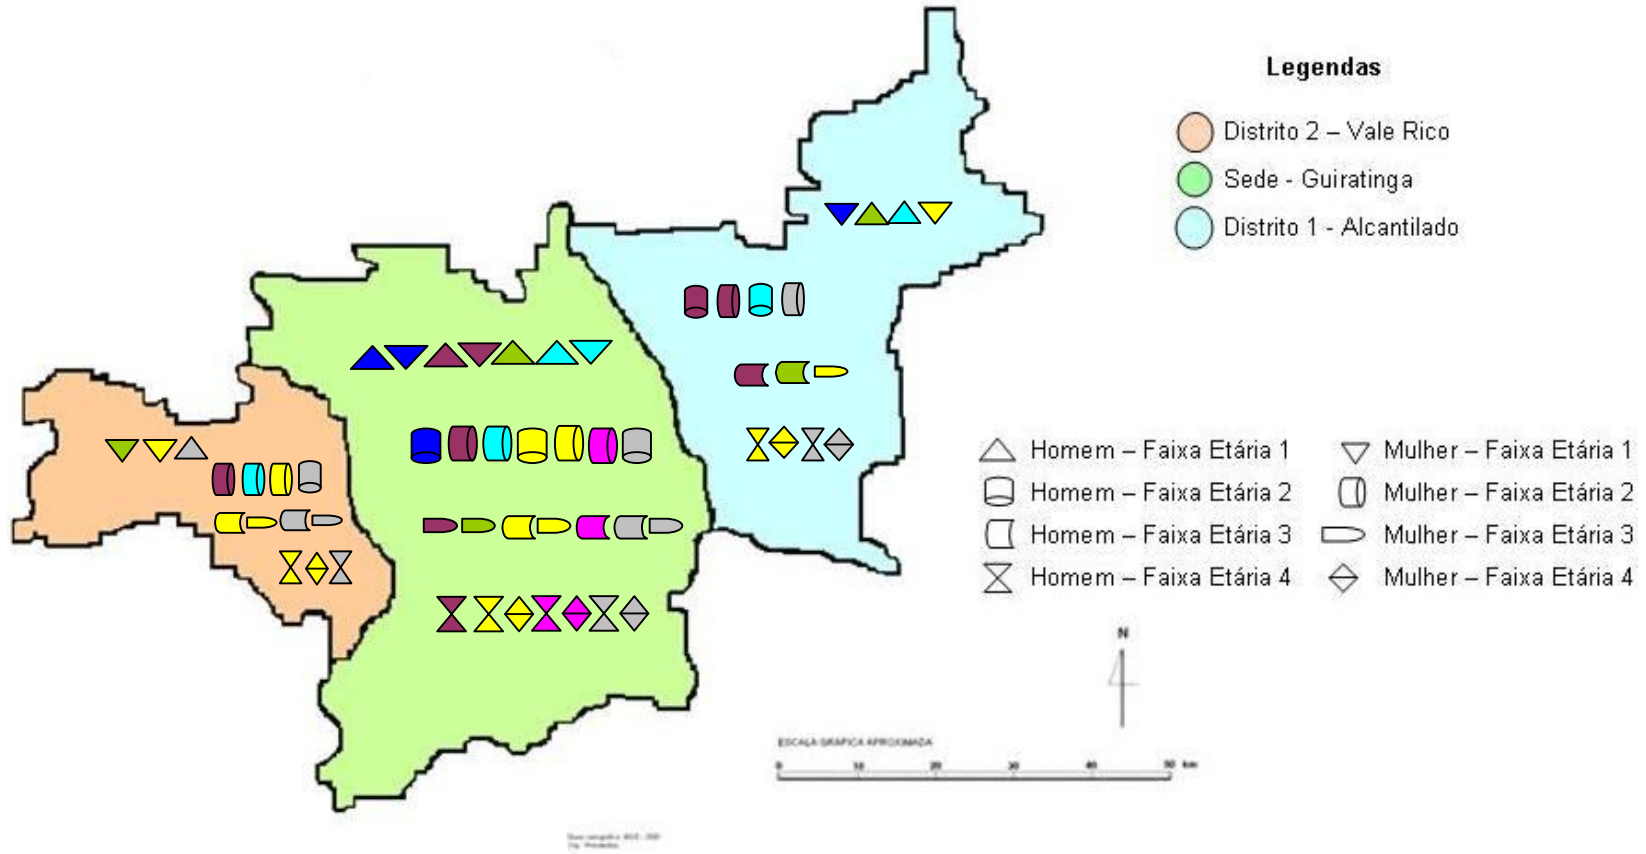 Legendas
Distrito 2 – Vale Rico
Sede - Guiratinga
Distrito 1 - Alcantilado
Homem – Faixa Etária 1
Mulher – Faixa Etária 1
Homem – Faixa Etária 2
Mulher – Faixa Etária 2
Homem – Faixa Etária 3
Mulher – Faixa Etária 3
Homem – Faixa Etária 4
Mulher – Faixa Etária 4
N
ESCALA GRÁFICA APROXIMADA
0 10 20 30 40 50 km